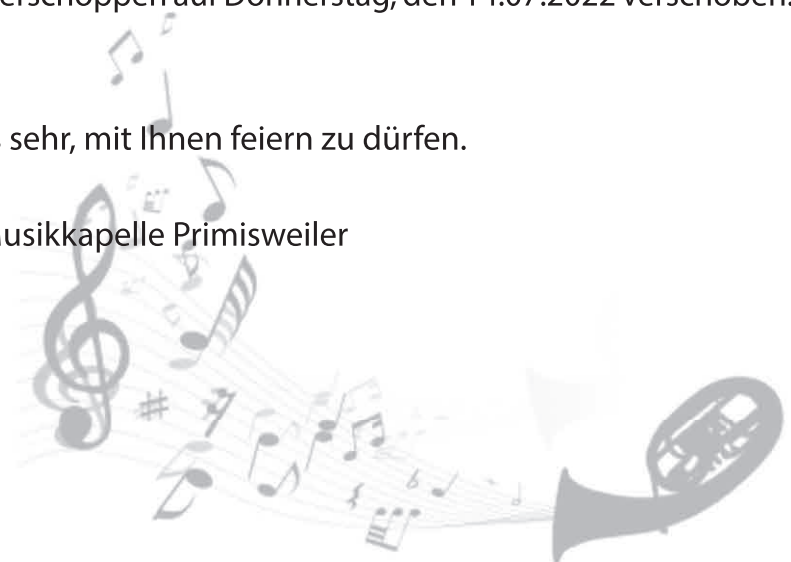 erschoppen auf Donnerstag, den 14.07.2022 verschoben.
sehr, mit Ihnen feiern zu dürfen.
usikkapelle Primisweiler